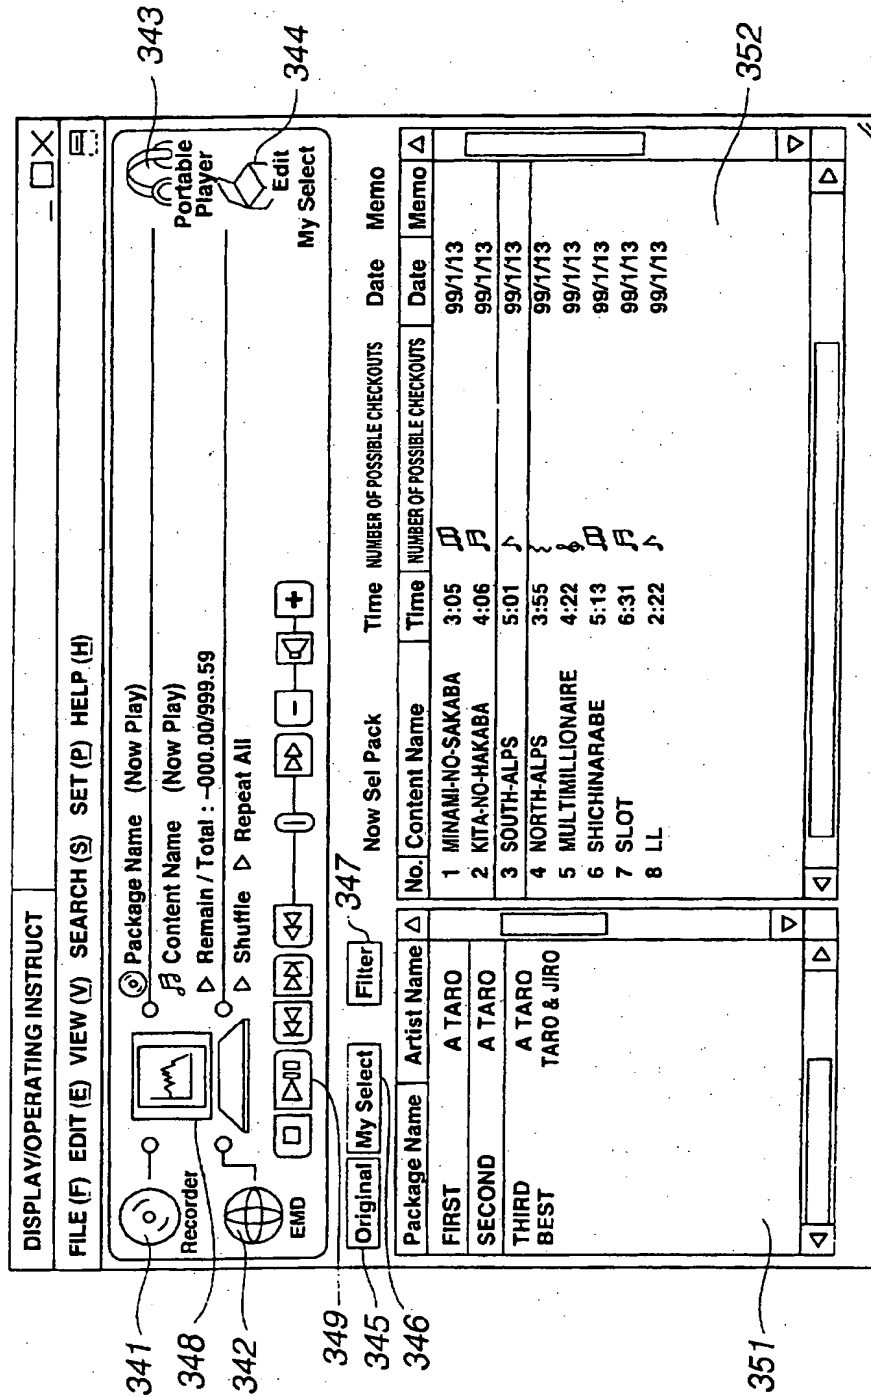 DISPLAY/OPERATING INSTRUCT
FILE (F) EDIT (E) VIEW (V) SEARCH (S) SET (P) HELP (H)
341
Recorder
348
342
EMD
349
Package Name (Now Play)
Content Name (Now Play)
Remain / Total : -000.00/999.59
Shuffle Repeat All
- +
343
Portable
Player
344
Edit
My Select
345
Original
346
My Select
Filter
347
Now Sel Pack Time NUMBER OF POSSIBLE CHECKOUTS Date Memo
Package Name Artist Name
FIRST A TARO
SECOND A TARO
THIRD A TARO
BEST TARO & JIRO
351
No. Content Name Time NUMBER OF POSSIBLE CHECKOUTS Date Memo
1 MINAMI-NO-SAKABA 3:05 99/1/13
2 KITA-NO-HAKABA 4:06 99/1/13
3 SOUTH-ALPS 5:01 99/1/13
4 NORTH-ALPS 3:55 99/1/13
5 MULTIMILLIONAIRE 4:22 99/1/13
6 SHICHINARABE 5:13 99/1/13
7 SLOT 6:31 99/1/13
8 LL 2:22 99/1/13
352